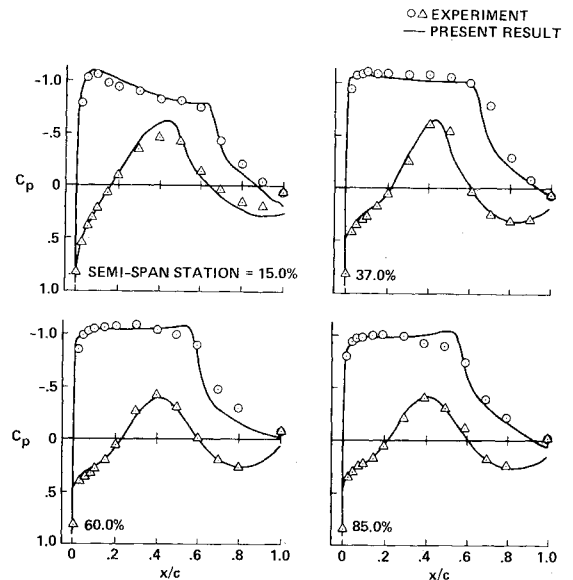 ○△ EXPERIMENT
— PRESENT RESULT
-1.0
-.5
Cp
0
.5
1.0
SEMI-SPAN STATION = 15.0%
37.0%
-1.0
-.5
Cp
0
.5
1.0
60.0%
85.0%
0 .2 .4 .6 .8 1.0
x/c
0 .2 .4 .6 .8 1.0
x/c